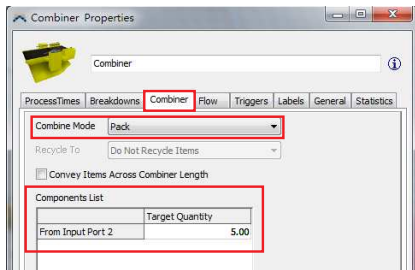 Combiner Properties
Combiner
ProcessTimes Breakdowns Combiner Flow Triggers Labels General Statistics
Combine Mode Pack
Recycle To Do Not Recycle Items
Convey Items Across Combiner Length
Components List
Target Quantity
From Input Port 2 5.00